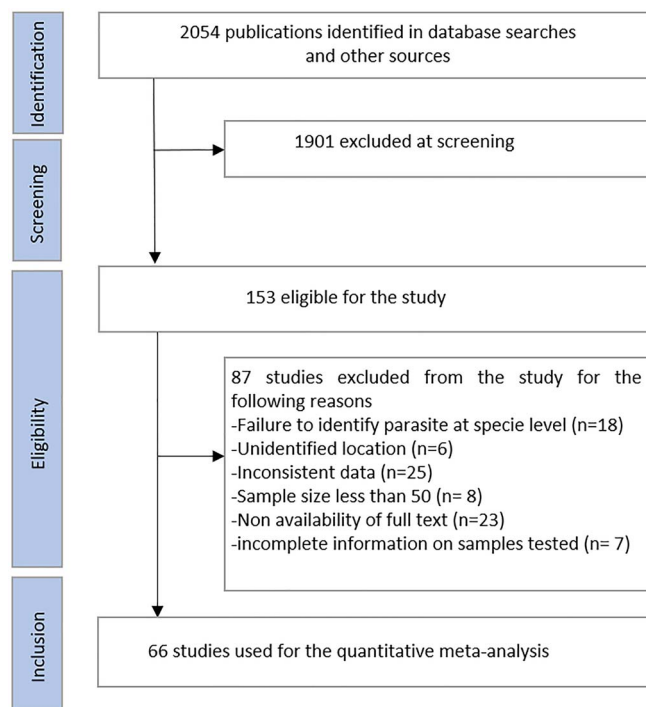 Identification
2054 publications identified in database searches
and other sources
1901 excluded at screening
Screening
153 eligible for the study
Eligibility
87 studies excluded from the study for the
following reasons
-Failure to identify parasite at specie level (n=18)
-Unidentified location (n=6)
-Inconsistent data (n=25)
-Sample size less than 50 (n= 8)
-Non availability of full text (n=23)
-incomplete information on samples tested (n= 7)
Inclusion
66 studies used for the quantitative meta-analysis